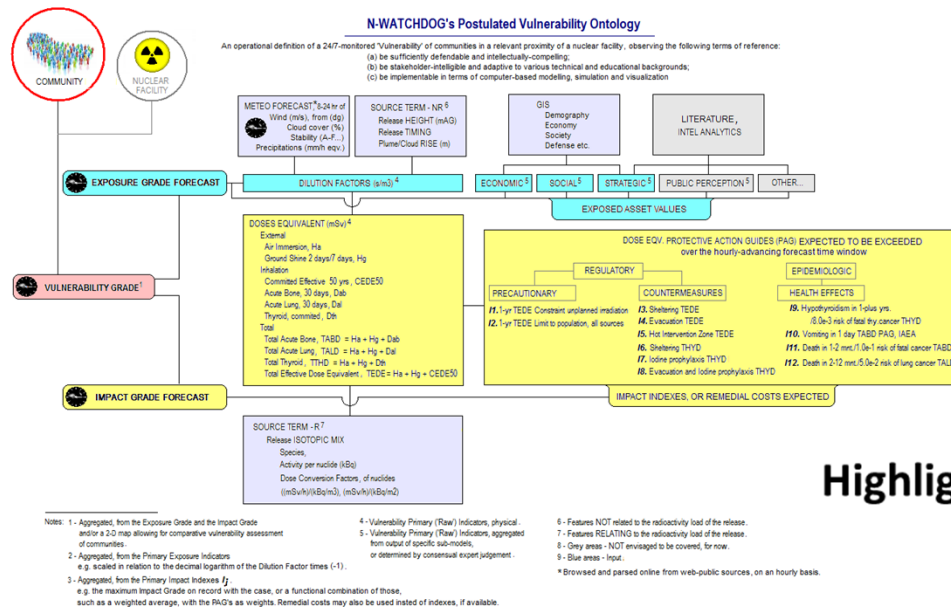 N-WATCHDOG's Postulated Vulnerability Ontology
An operational definition of a 24/7-monitored 'Vulnerability' of communities in a relevant proximity of a nuclear facility, observing the following terms of reference:
(a) be sufficiently defendable and intellectually-compelling;
(b) be stakeholder-intelligible and adaptive to various technical and educational backgrounds;
(c) be implementable in terms of computer-based modelling, simulation and visualization
COMMUNITY
NUCLEAR
FACILITY
METEO FORECAST,* 8-24 hr of
Wind (m/s), from (dg)
Cloud cover (%)
Stability (A-F...)
Precipitations (mm/h eqv.)
SOURCE TERM - NR 6
Release HEIGHT (mAG)
Release TIMING
Plume/Cloud RISE (m)
GIS
Demography
Economy
Society
Defense etc.
LITERATURE,
INTEL ANALYTICS
EXPOSURE GRADE FORECAST
DILUTION FACTORS (s/m3) 4
ECONOMIC 5
SOCIAL 5
STRATEGIC 5
PUBLIC PERCEPTION 5
OTHER...
EXPOSED ASSET VALUES
VULNERABILITY GRADE 1
DOSES EQUIVALENT (mSv) 4
External
Air Immersion, Ha
Ground Shine 2 days/7 days, Hg
Inhalation
Committed Effective 50 yrs, CEDE50
Acute Bone, 30 days, Dab
Acute Lung, 30 days, Dal
Thyroid, commited, Dth
Total
Total Acute Bone, TABD = Ha + Hg + Dab
Total Acute Lung, TALD = Ha + Hg + Dal
Total Thyroid, TTHD = Ha + Hg + Dth
Total Effective Dose Equivalent, TEDE = Ha + Hg + CEDE50
DOSE EQV. PROTECTIVE ACTION GUIDES (PAG) EXPECTED TO BE EXCEEDED
over the hourly-advancing forecast time window
REGULATORY
EPIDEMIOLOGIC
PRECAUTIONARY
COUNTERMEASURES
HEALTH EFFECTS
I1. 1-yr TEDE Constraint unplanned irradiation
I2. 1-yr TEDE Limit to population, all sources
I3. Sheltering TEDE
I4. Evacuation TEDE
I5. Hot Intervention Zone TEDE
I6. Sheltering THYD
I7. Iodine prophylaxis THYD
I8. Evacuation and Iodine prophylaxis THYD
I9. Hypothyroidism in 1-plus yrs.
/8.0e-3 risk of fatal thy.cancer THYD
I10. Vomiting in 1 day TABD PAG, IAEA
I11. Death in 1-2 mnt./1.0e-1 risk of fatal cancer TABD
I12. Death in 2-12 mnt./5.0e-2 risk of lung cancer TALD
IMPACT GRADE FORECAST
IMPACT INDEXES, OR REMEDIAL COSTS EXPECTED
SOURCE TERM - R 7
Release ISOTOPIC MIX
Species,
Activity per nuclide (kBq)
Dose Conversion Factors, of nuclides
((mSv/h)/(kBq/m3), (mSv/h)/(kBq/m2)
Highlig
Notes: 1 - Aggregated, from the Exposure Grade and the Impact Grade
and/or a 2-D map allowing for comparative vulnerability assessment
of communities.
2 - Aggregated, from the Primary Exposure Indicators
e.g. scaled in relation to the decimal logarithm of the Dilution Factor times (-1).
3 - Aggregated, from the Primary Impact Indexes Ij.
e.g. the maximum Impact Grade on record with the case, or a functional combination of those,
such as a weighted average, with the PAG's as weights. Remedial costs may also be used insted of indexes, if available.
4 - Vulnerability Primary ('Raw') Indicators, physical.
5 - Vulnerability Primary ('Raw') Indicators, aggregated
from output of specific sub-models,
or determined by consensual expert judgement.
6 - Features NOT related to the radioactivity load of the release.
7 - Features RELATING to the radioactivity load of the release.
8 - Grey areas - NOT envisaged to be covered, for now.
9 - Blue areas - Input.
* Browsed and parsed online from web-public sources, on an hourly basis.